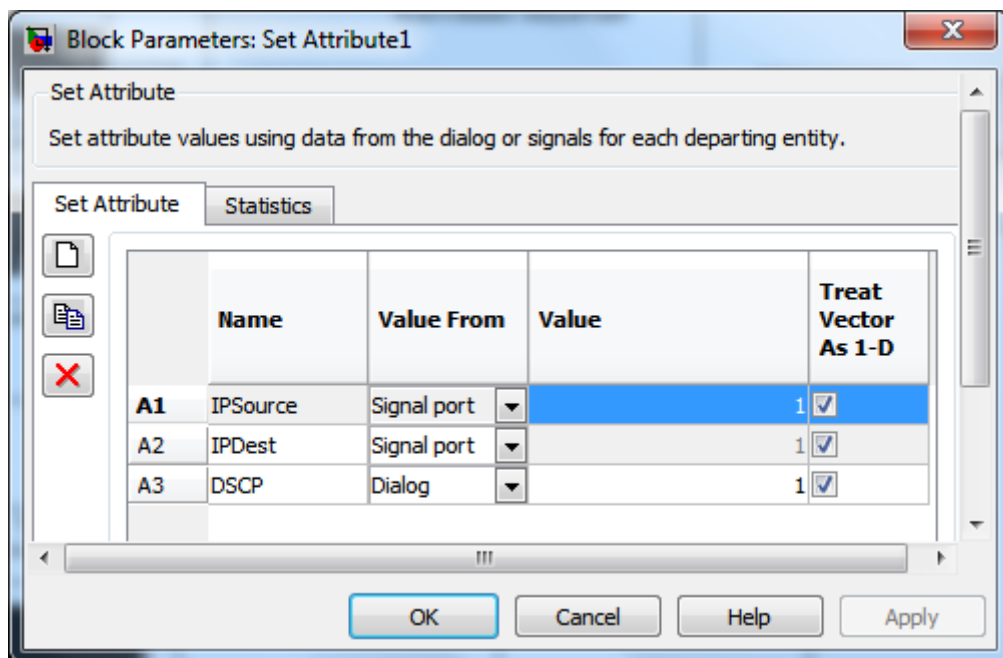 Block Parameters: Set Attribute1
Set Attribute
Set attribute values using data from the dialog or signals for each departing entity.
Set Attribute Statistics
Name Value From Value Treat Vector As 1-D
A1 IPSource Signal port 1
A2 IPDest Signal port 1
A3 DSCP Dialog 1
OK Cancel Help Apply